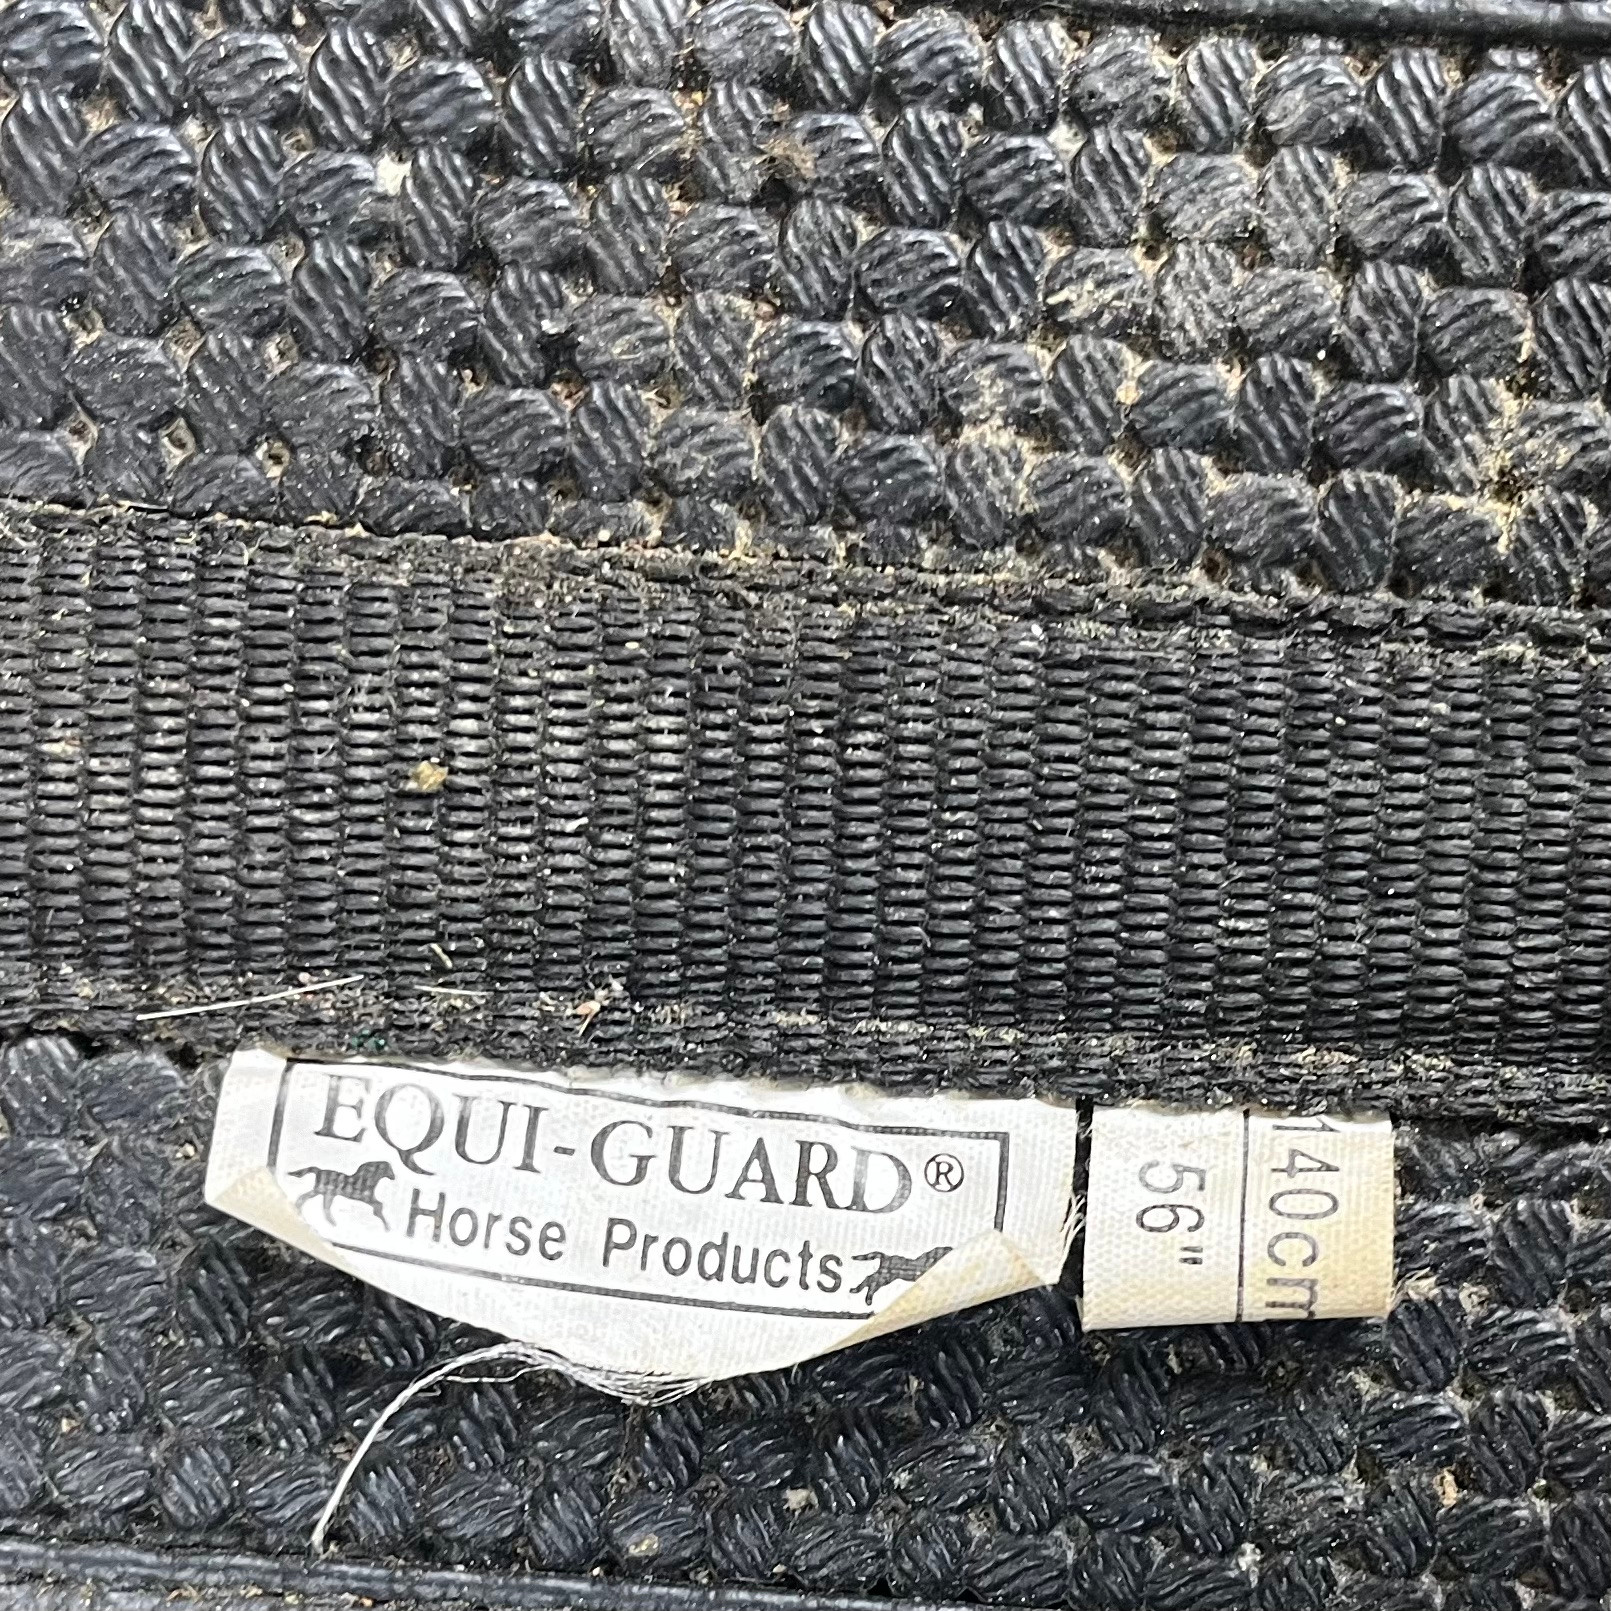 EQUI-GUARD®
Horse Products
56"
140cm